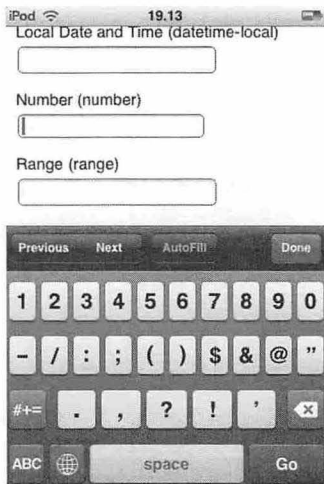 iPod 19.13
Local Date and Time (datetime-local)
Number (number)
Range (range)
Previous Next AutoFill Done
1 2 3 4 5 6 7 8 9 0
- / : ; ( ) $ & @ "
#+= . , ? ! '
ABC space Go